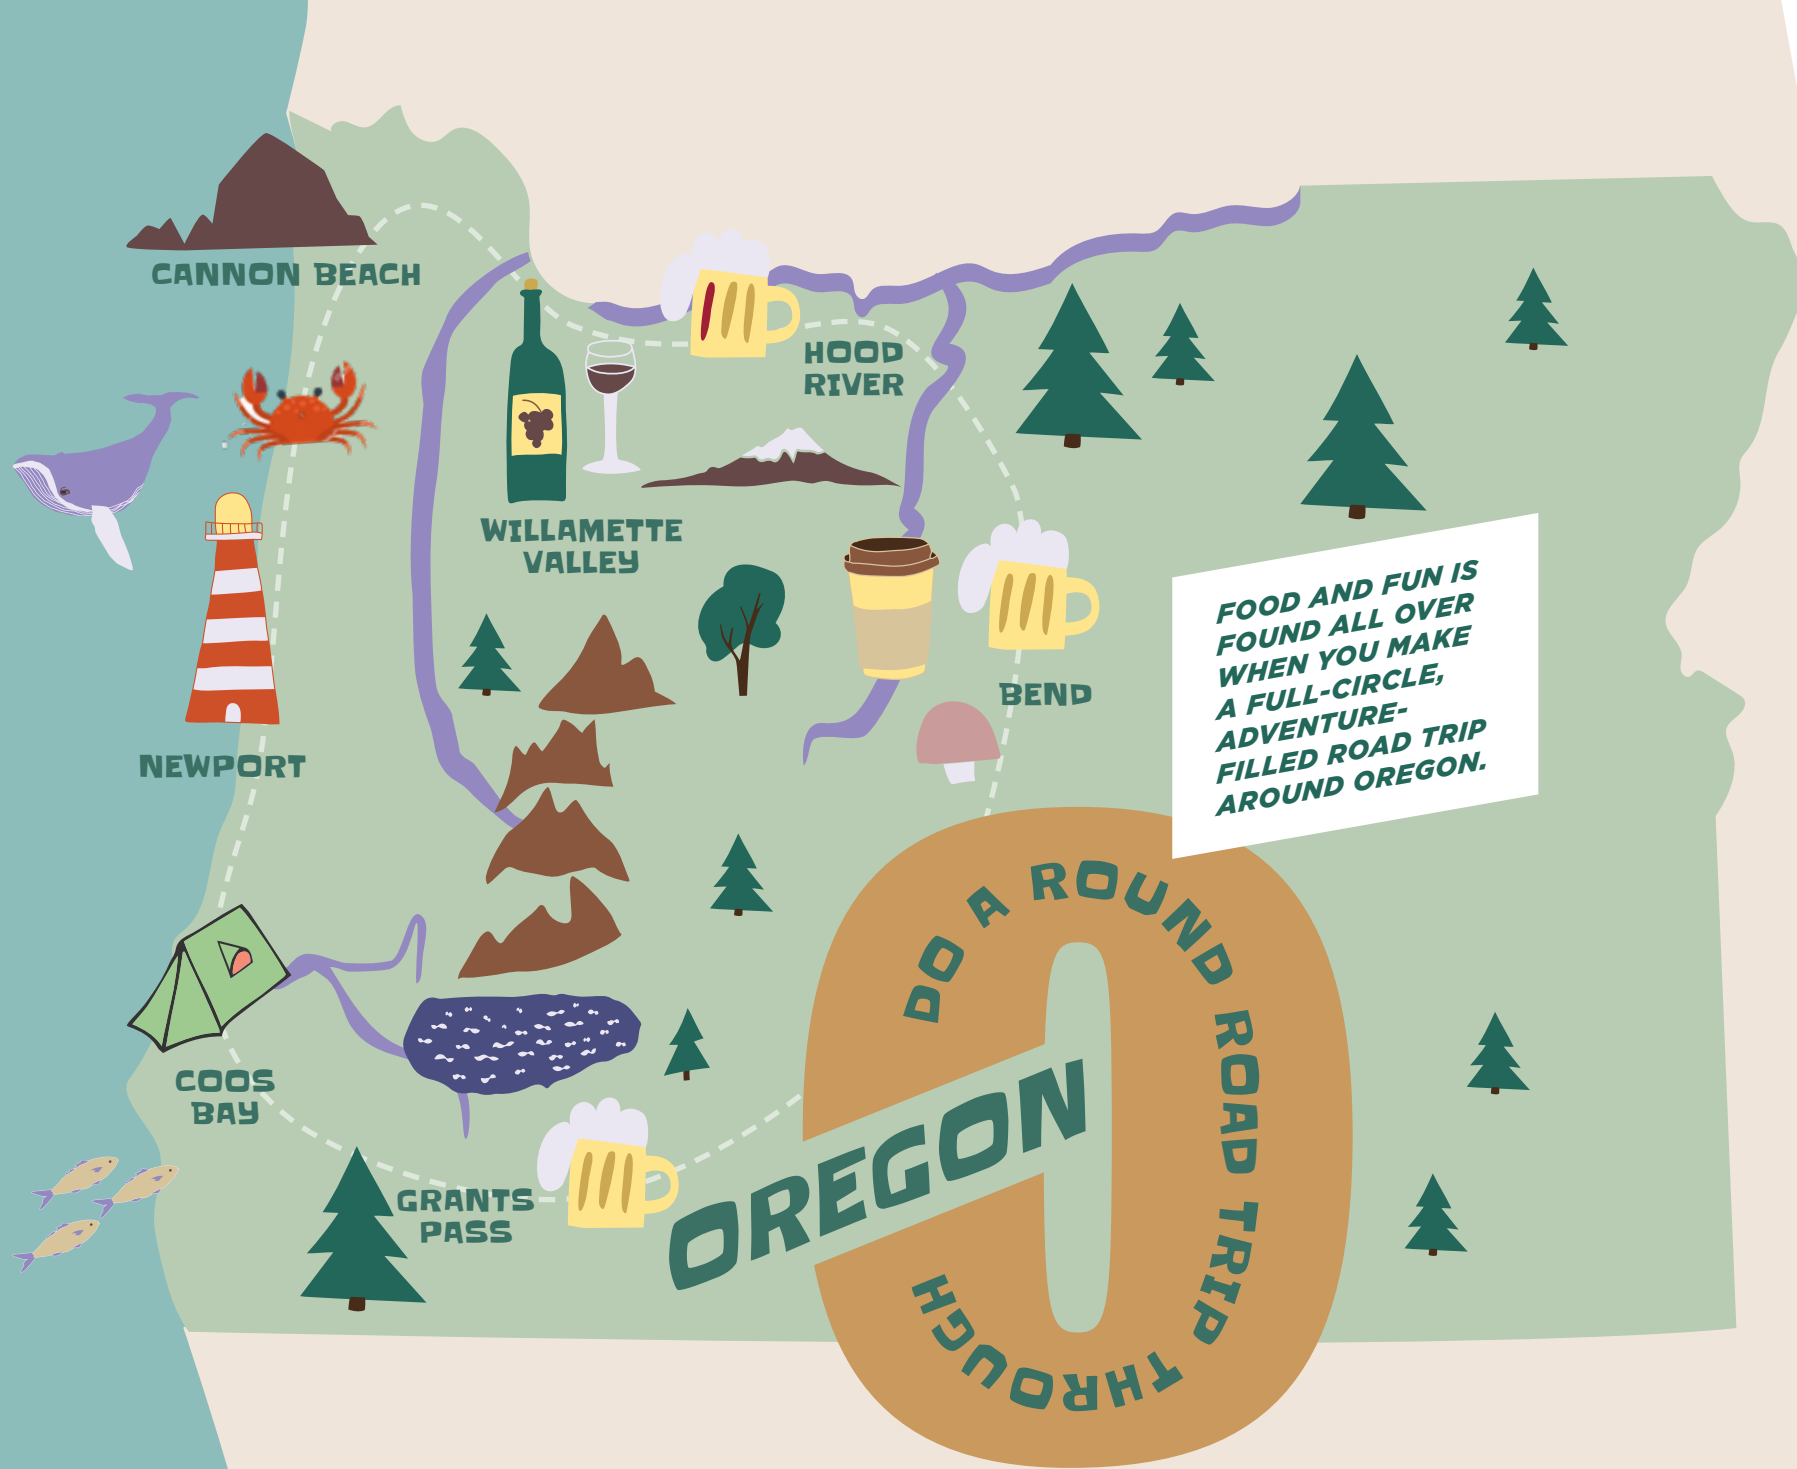 CANNON BEACH
HOOD
RIVER
WILLAMETTE
VALLEY
NEWPORT
BEND
FOOD AND FUN IS
FOUND ALL OVER
WHEN YOU MAKE
A FULL-CIRCLE,
ADVENTURE-
FILLED ROAD TRIP
AROUND OREGON.
COOS
BAY
GRANTS
PASS
DO A ROUND ROAD TRIP THROUGH
OREGON